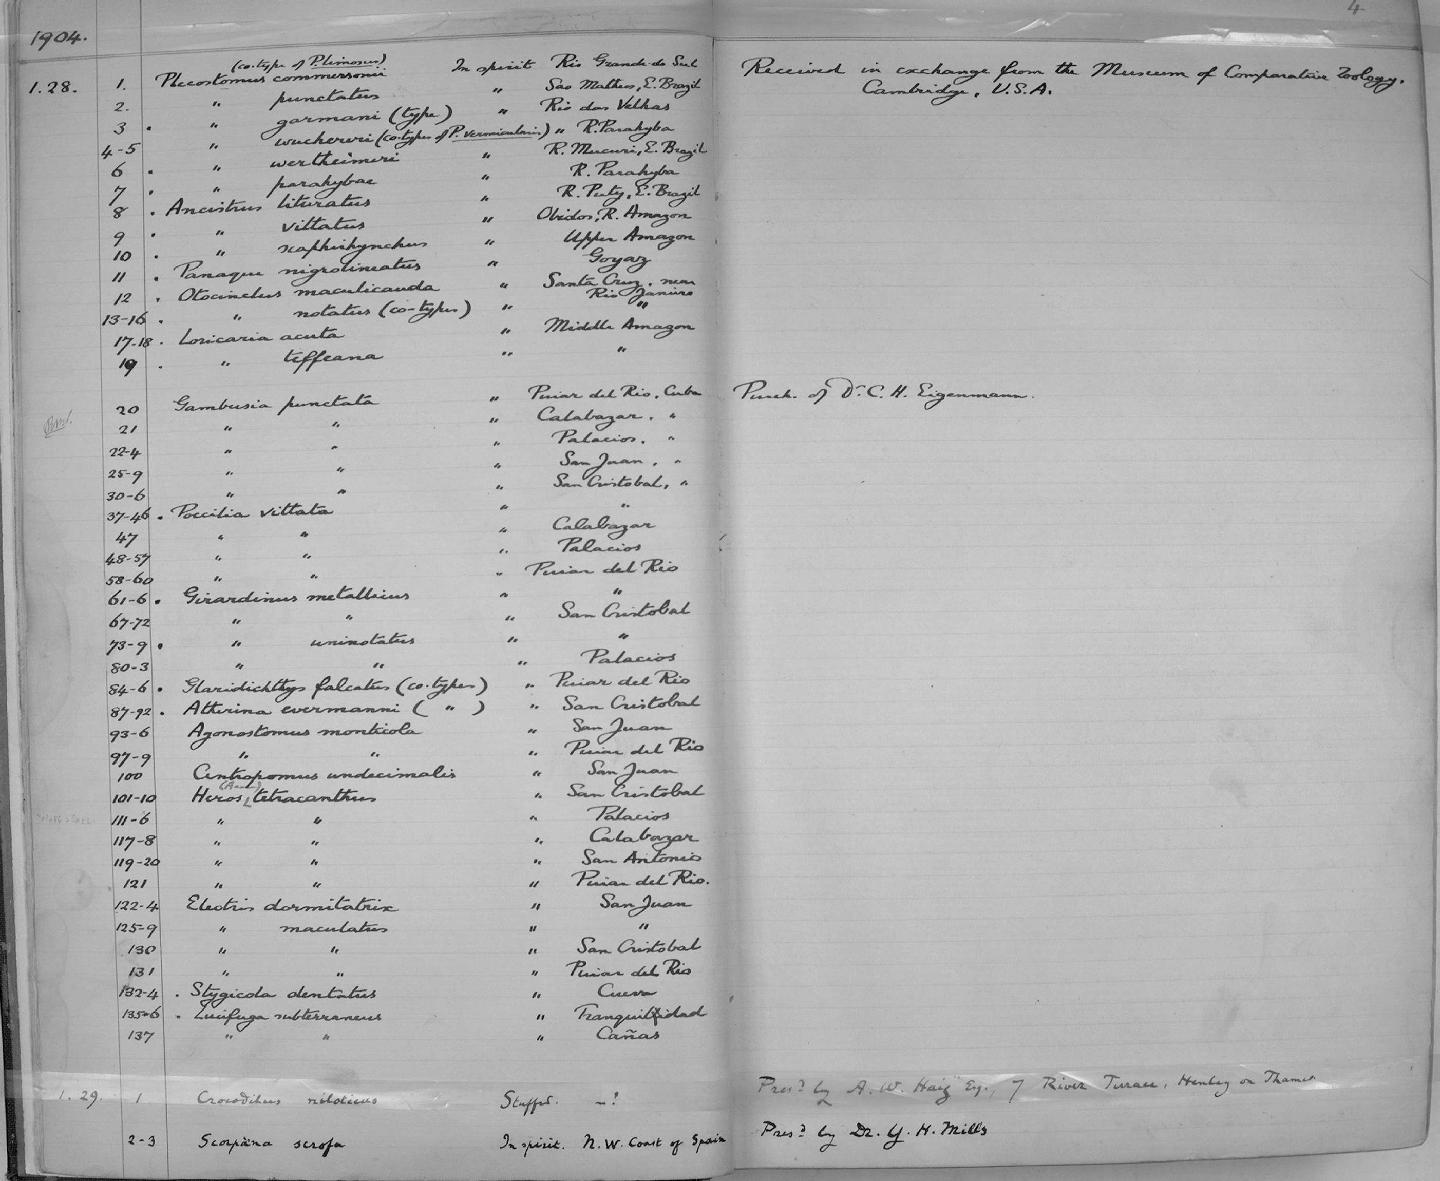 4
1904.
(co-type of P. limosus)
1.28. 1. Plecostomus commersonii In spirit Rio Grande do Sul Received in exchange from the Museum of Comparative Zoology,
Cambridge, U.S.A.
2. " punctatus " Sao Matheo, E. Brazil
3 . " garmani (type) " Rio das Velhas
4-5 " wuchereri (co-types of P. vermicularis) " R. Parahyba
6 . " wertheimeri " R. Mucuri, E. Brazil
7 . " parahybae " R. Parahyba
8 . Ancistrus lituratus " R. Puty, E. Brazil
9 . " vittatus " Obidos, R. Amazon
10 . " scaphirhynchus " Upper Amazon
11 . Panaque nigrolineatus " Goyaz
12 . Otocinclus maculicauda " Santa Cruz, near
Rio Janiero
13-16 . " notatus (co-types) " "
17-18 . Loricaria acuta " Middle Amazon
19 . " teffeana " "
20 Gambusia punctata " Pinar del Rio, Cuba Purch. of Dr. C. H. Eigenmann.
21 " " " Calabazar, "
22-4 " " " Palacios, "
25-9 " " " San Juan, "
30-6 " " " San Cristobal, "
37-46 . Poecilia vittata " "
47 " " " Calabazar
48-57 " " " Palacios
58-60 " " " Pinar del Rio
61-6 . Girardinus metallicus " "
67-72 " " " San Cristobal
73-9 . " uninotatus " "
80-3 " " " Palacios
84-6 . Glaridichthys falcatus (co-types) " Pinar del Rio
87-92 . Atherina evermanni ( " ) " San Cristobal
93-6 Agonostomus monticola " San Juan
97-9 " " " Pinar del Rio
100 Centropomus undecimalis " San Juan
101-10 Heros tetracanthus " San Cristobal
111-6 " " " Palacios
117-8 " " " Calabazar
119-20 " " " San Antonio
121 " " " Pinar del Rio.
122-4 Eleotris dormitatrix " San Juan
125-9 " maculatus " "
130 " " " San Cristobal
131 " " " Pinar del Rio
132-4 . Stygicola dentatus " Cueva
135-6 . Lucifuga subterraneus " Tranquilidad
137 " " " Cañas
1. 29. 1 Crocodilus niloticus Stuffed. -? Presd. by A. W. Haig Esq., 7 River Terrace, Henley on Thames
2-3 Scorpaena scrofa In spirit. N. W. Coast of Spain Presd. by Dr. Y. H. Mills